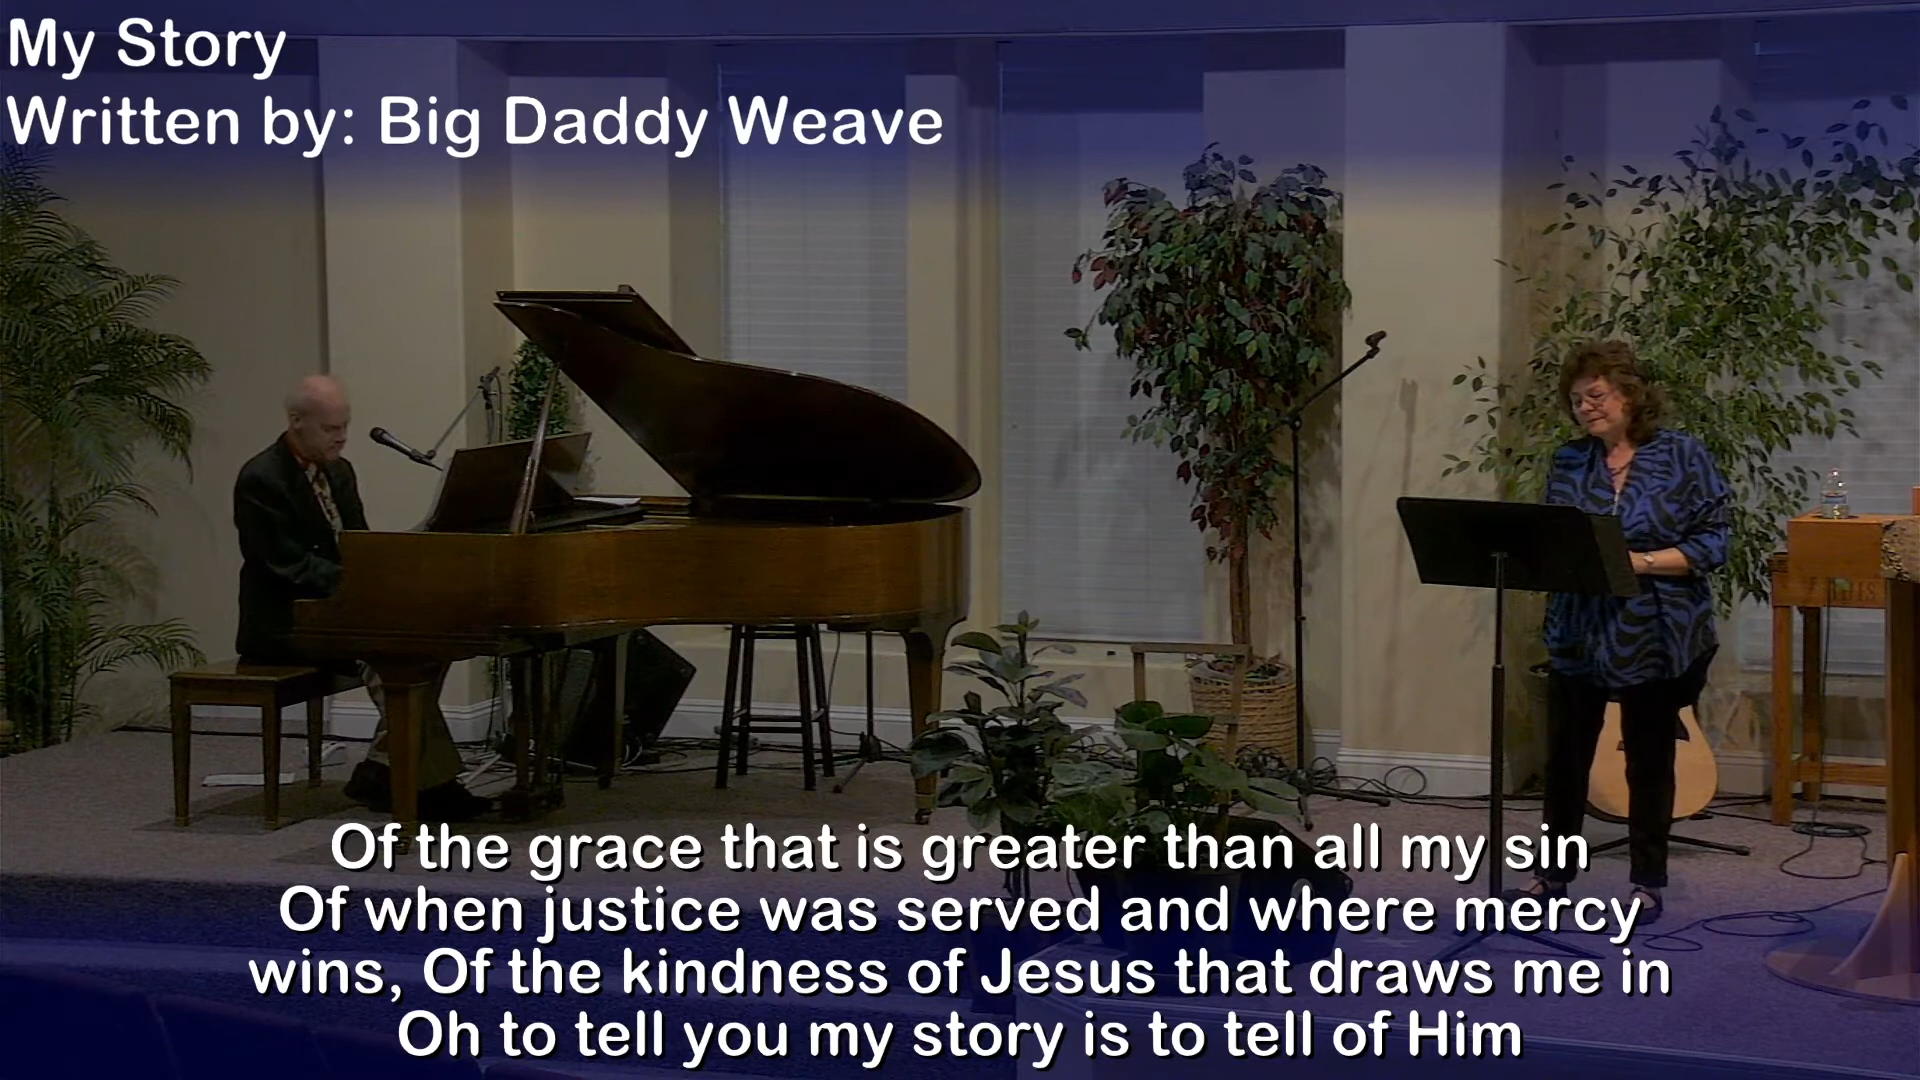 My Story
Written by: Big Daddy Weave
Of the grace that is greater than all my sin
Of when justice was served and where mercy
wins, Of the kindness of Jesus that draws me in
Oh to tell you my story is to tell of Him